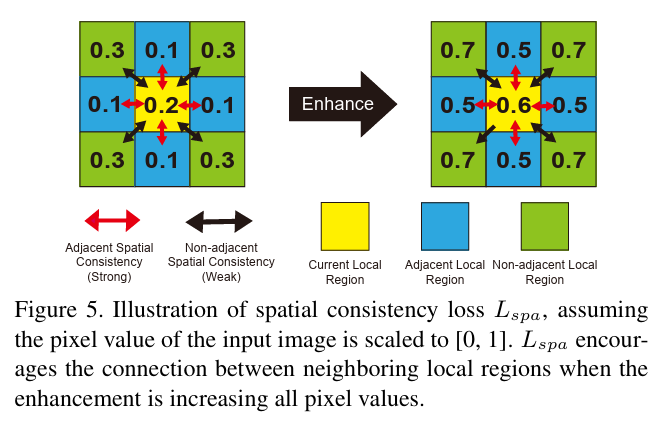 0.3 0.1 0.3
0.1 0.2 0.1
0.3 0.1 0.3
Enhance
0.7 0.5 0.7
0.5 0.6 0.5
0.7 0.5 0.7
Adjacent Spatial
Consistency
(Strong)
Non-adjacent
Spatial Consistency
(Weak)
Current Local
Region
Adjacent Local
Region
Non-adjacent Local
Region
Figure 5. Illustration of spatial consistency loss L_spa, assuming
the pixel value of the input image is scaled to [0, 1]. L_spa encour-
ages the connection between neighboring local regions when the
enhancement is increasing all pixel values.